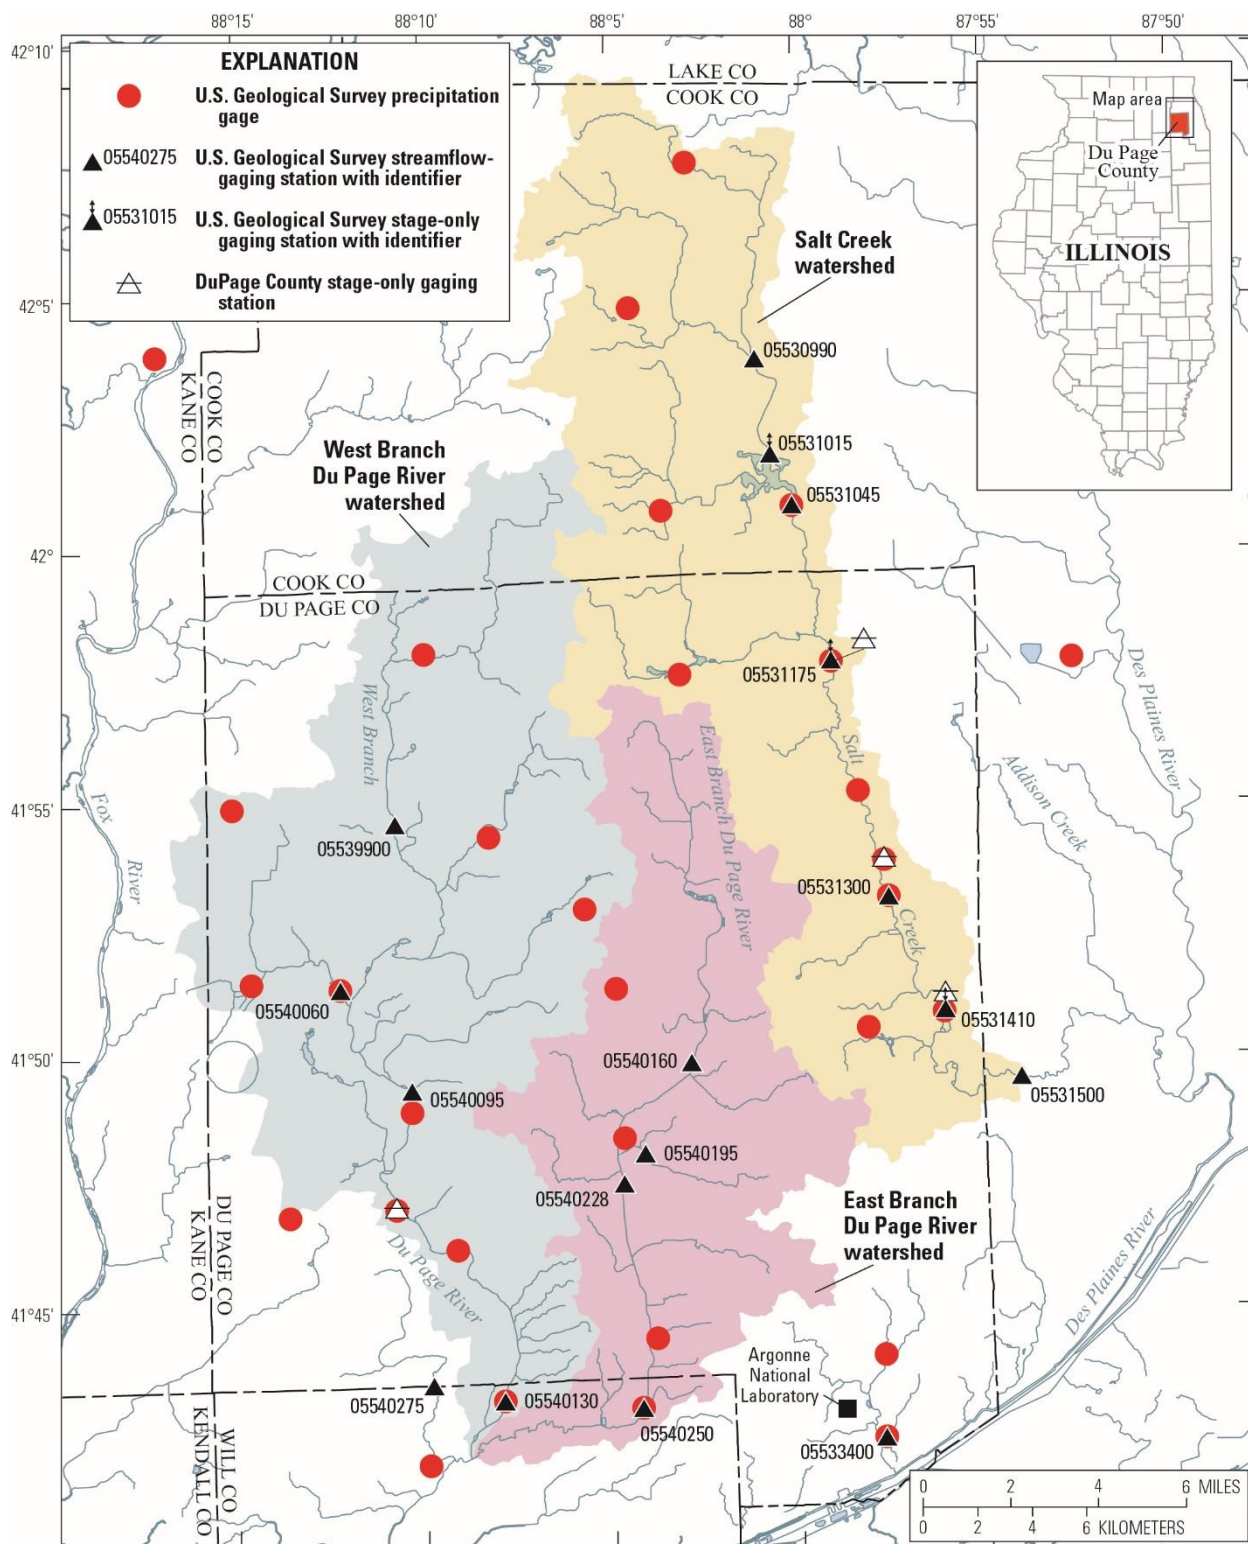 88°15'
88°10'
88°5'
88°
87°55'
87°50'
42°10'
42°5'
42°
41°55'
41°50'
41°45'
EXPLANATION
U.S. Geological Survey precipitation
gage
05540275
U.S. Geological Survey streamflow-
gaging station with identifier
05531015
U.S. Geological Survey stage-only
gaging station with identifier
DuPage County stage-only gaging
station
LAKE CO
COOK CO
Map area
Du Page
County
ILLINOIS
Salt Creek
watershed
05530990
COOK CO
KANE CO
05531015
West Branch
Du Page River
watershed
05531045
COOK CO
DU PAGE CO
05531175
Des Plaines River
West Branch
East Branch Du Page River
Salt
Creek
Addison Creek
Fox
River
05539900
05531300
05540060
05531410
05540160
05531500
05540095
05540195
05540228
East Branch
Du Page River
watershed
DU PAGE CO
KANE CO
Du Page River
Des Plaines River
Argonne
National
Laboratory
05540275
05540130
05540250
05533400
WILL CO
KENDALL CO
0 2 4 6 MILES
0 2 4 6 KILOMETERS